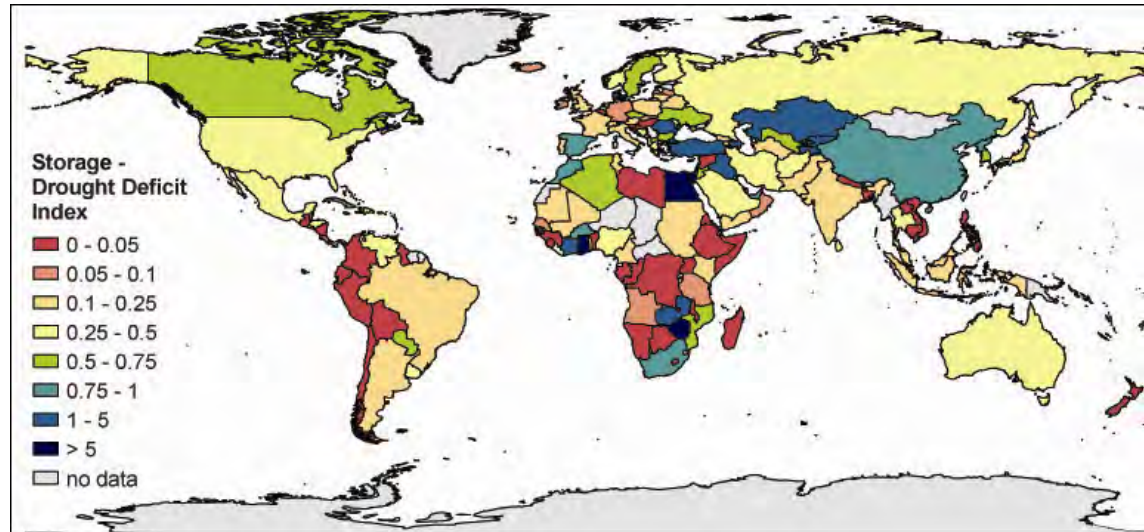 Storage -
Drought Deficit
Index
0 - 0.05
0.05 - 0.1
0.1 - 0.25
0.25 - 0.5
0.5 - 0.75
0.75 - 1
1 - 5
> 5
no data